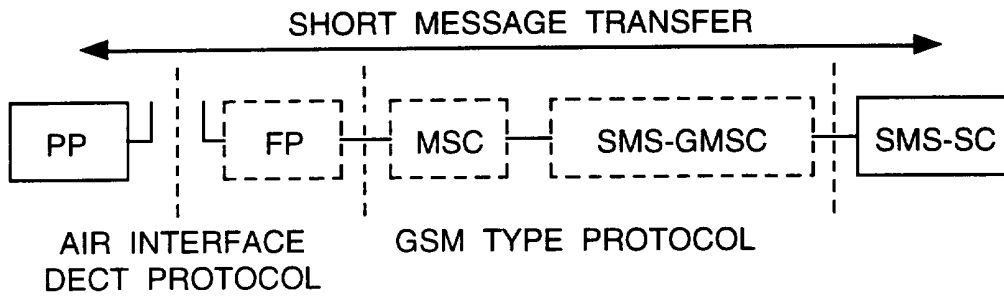 SHORT MESSAGE TRANSFER
PP
FP
MSC
SMS-GMSC
SMS-SC
AIR INTERFACE
DECT PROTOCOL
GSM TYPE PROTOCOL